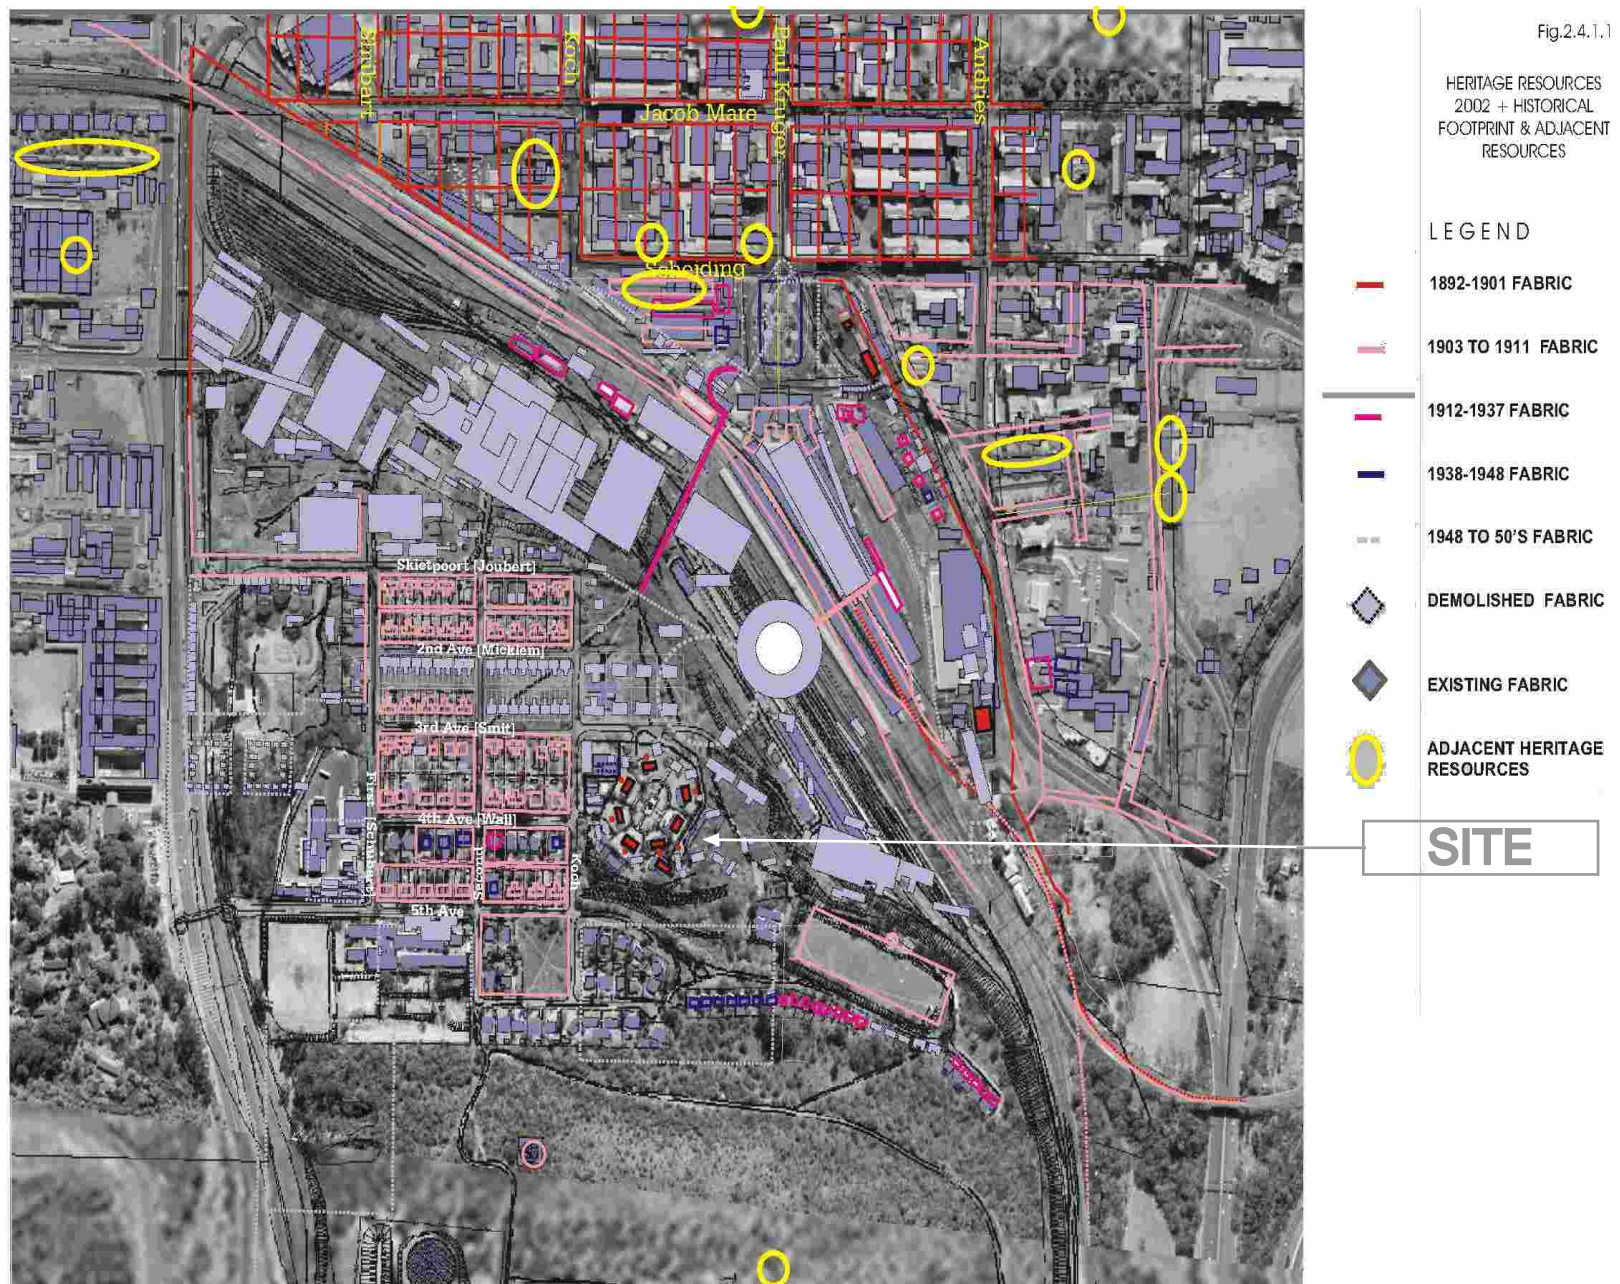 Fig.2.4.1.1
HERITAGE RESOURCES
2002 + HISTORICAL
FOOTPRINT & ADJACENT
RESOURCES
LEGEND
1892-1901 FABRIC
1903 TO 1911 FABRIC
1912-1937 FABRIC
1938-1948 FABRIC
1948 TO 50'S FABRIC
DEMOLISHED FABRIC
EXISTING FABRIC
ADJACENT HERITAGE
RESOURCES
SITE
Koch
Paul Kruger
Andries
Jacob Mare
Scheiding
Skietpoort [Joubert]
2nd Ave [Micklem]
3rd Ave [Smit]
4th Ave [Wall]
5th Ave
First
Second
Koch